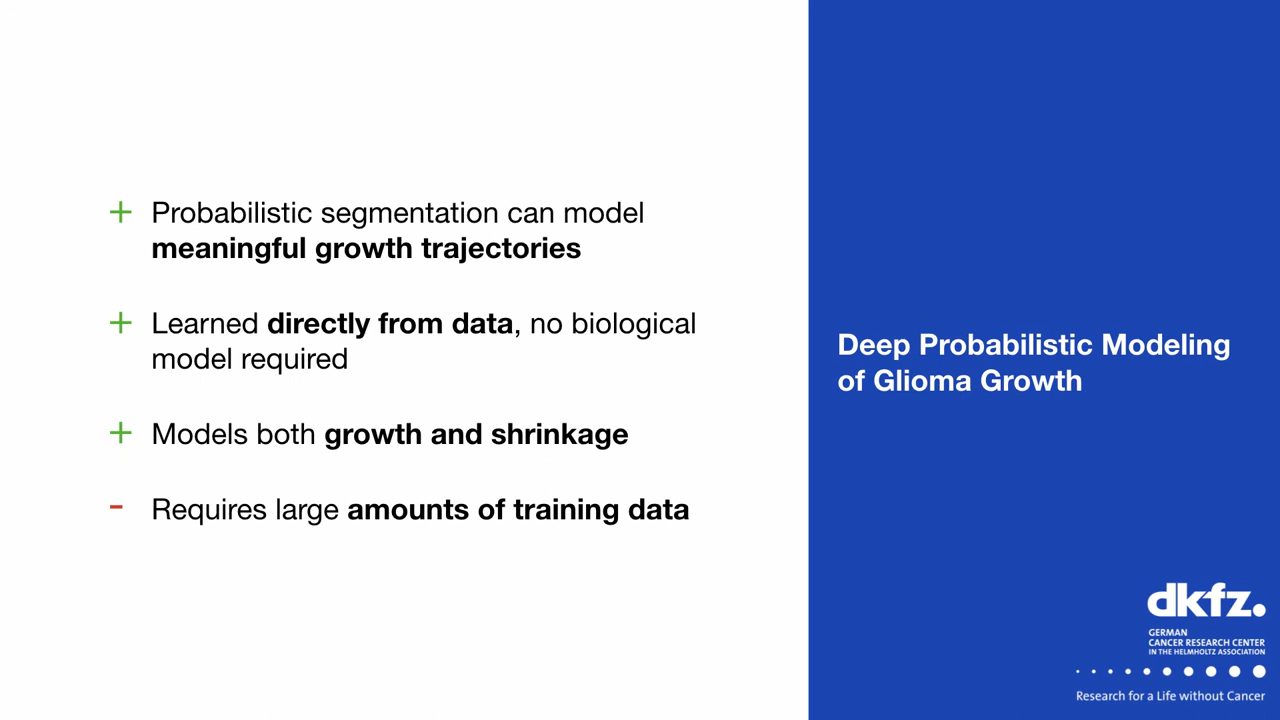 + Probabilistic segmentation can model
meaningful growth trajectories
+ Learned directly from data, no biological
model required
+ Models both growth and shrinkage
- Requires large amounts of training data
Deep Probabilistic Modeling
of Glioma Growth
dkfz.
GERMAN
CANCER RESEARCH CENTER
IN THE HELMHOLTZ ASSOCIATION
Research for a Life without Cancer